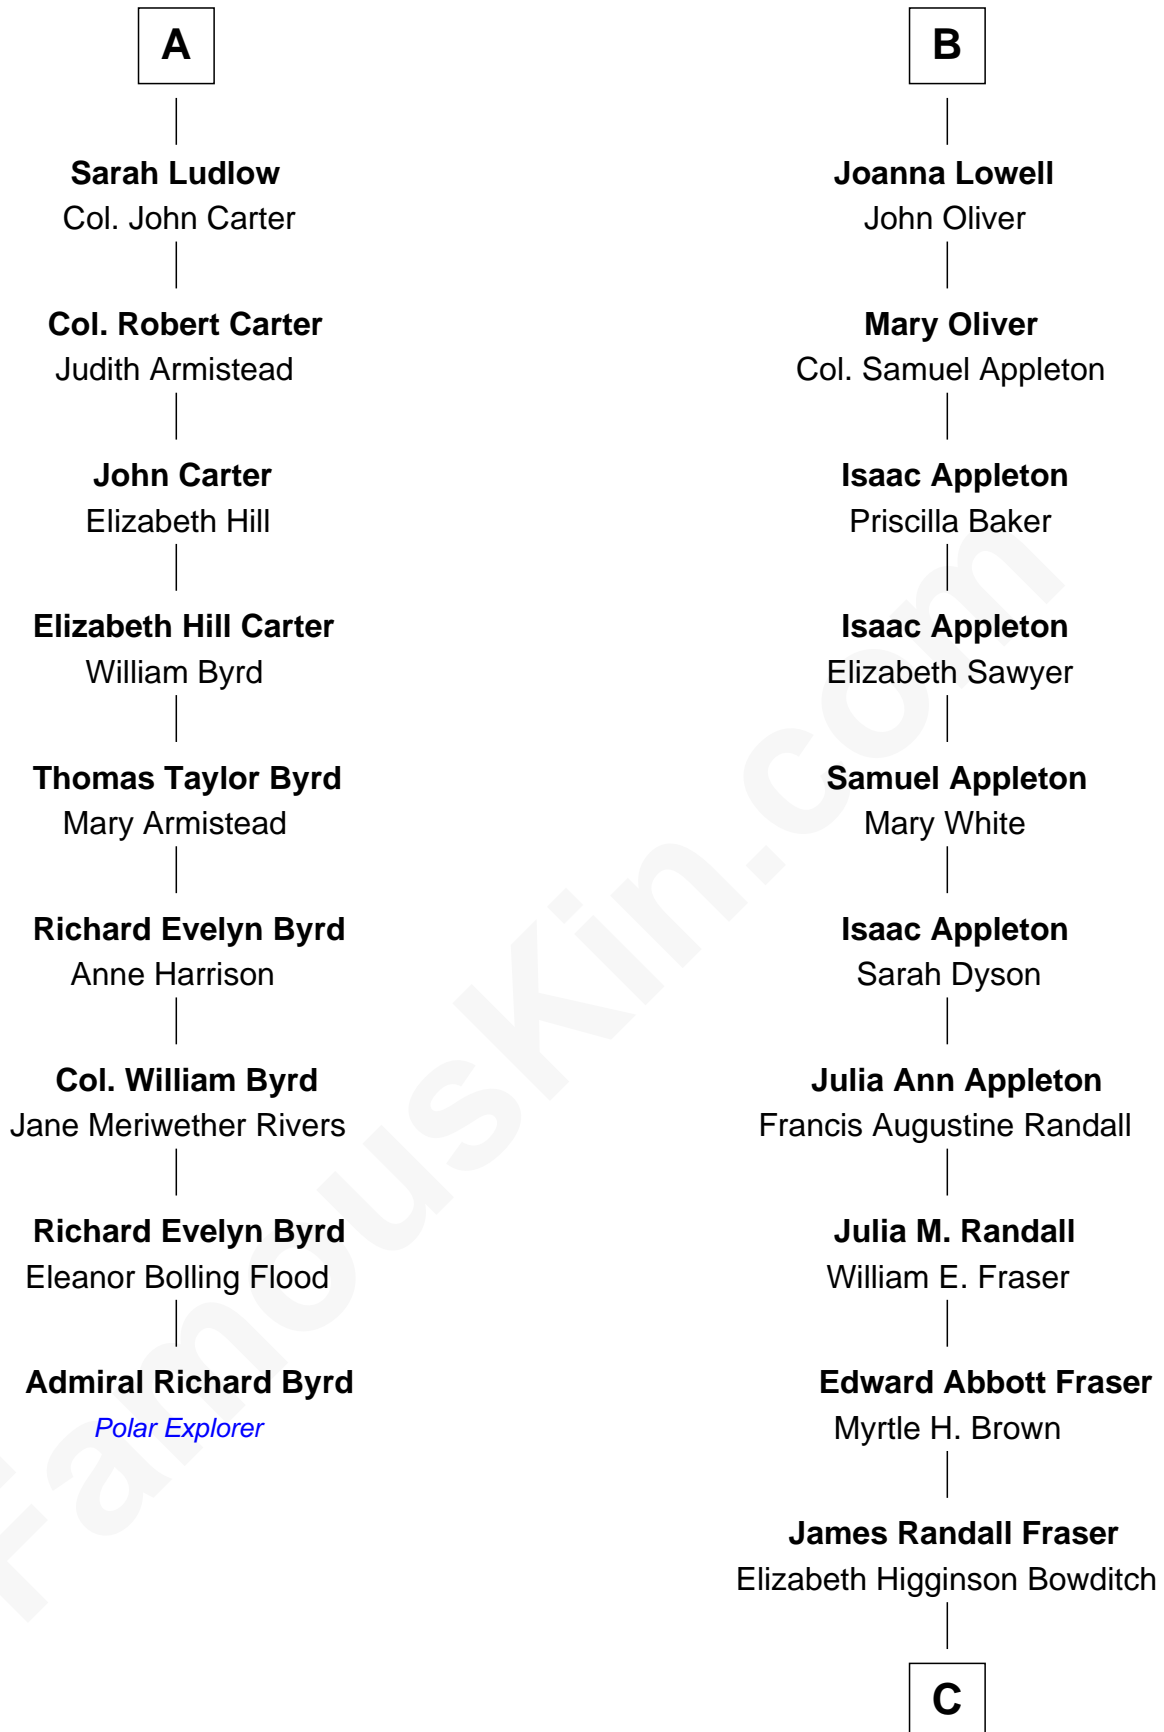 A
Sarah Ludlow
Col. John Carter
Col. Robert Carter
Judith Armistead
John Carter
Elizabeth Hill
Elizabeth Hill Carter
William Byrd
Thomas Taylor Byrd
Mary Armistead
Richard Evelyn Byrd
Anne Harrison
Col. William Byrd
Jane Meriwether Rivers
Richard Evelyn Byrd
Eleanor Bolling Flood
Admiral Richard Byrd
Polar Explorer
B
Joanna Lowell
John Oliver
Mary Oliver
Col. Samuel Appleton
Isaac Appleton
Priscilla Baker
Isaac Appleton
Elizabeth Sawyer
Samuel Appleton
Mary White
Isaac Appleton
Sarah Dyson
Julia Ann Appleton
Francis Augustine Randall
Julia M. Randall
William E. Fraser
Edward Abbott Fraser
Myrtle H. Brown
James Randall Fraser
Elizabeth Higginson Bowditch
C
FamousKin.com